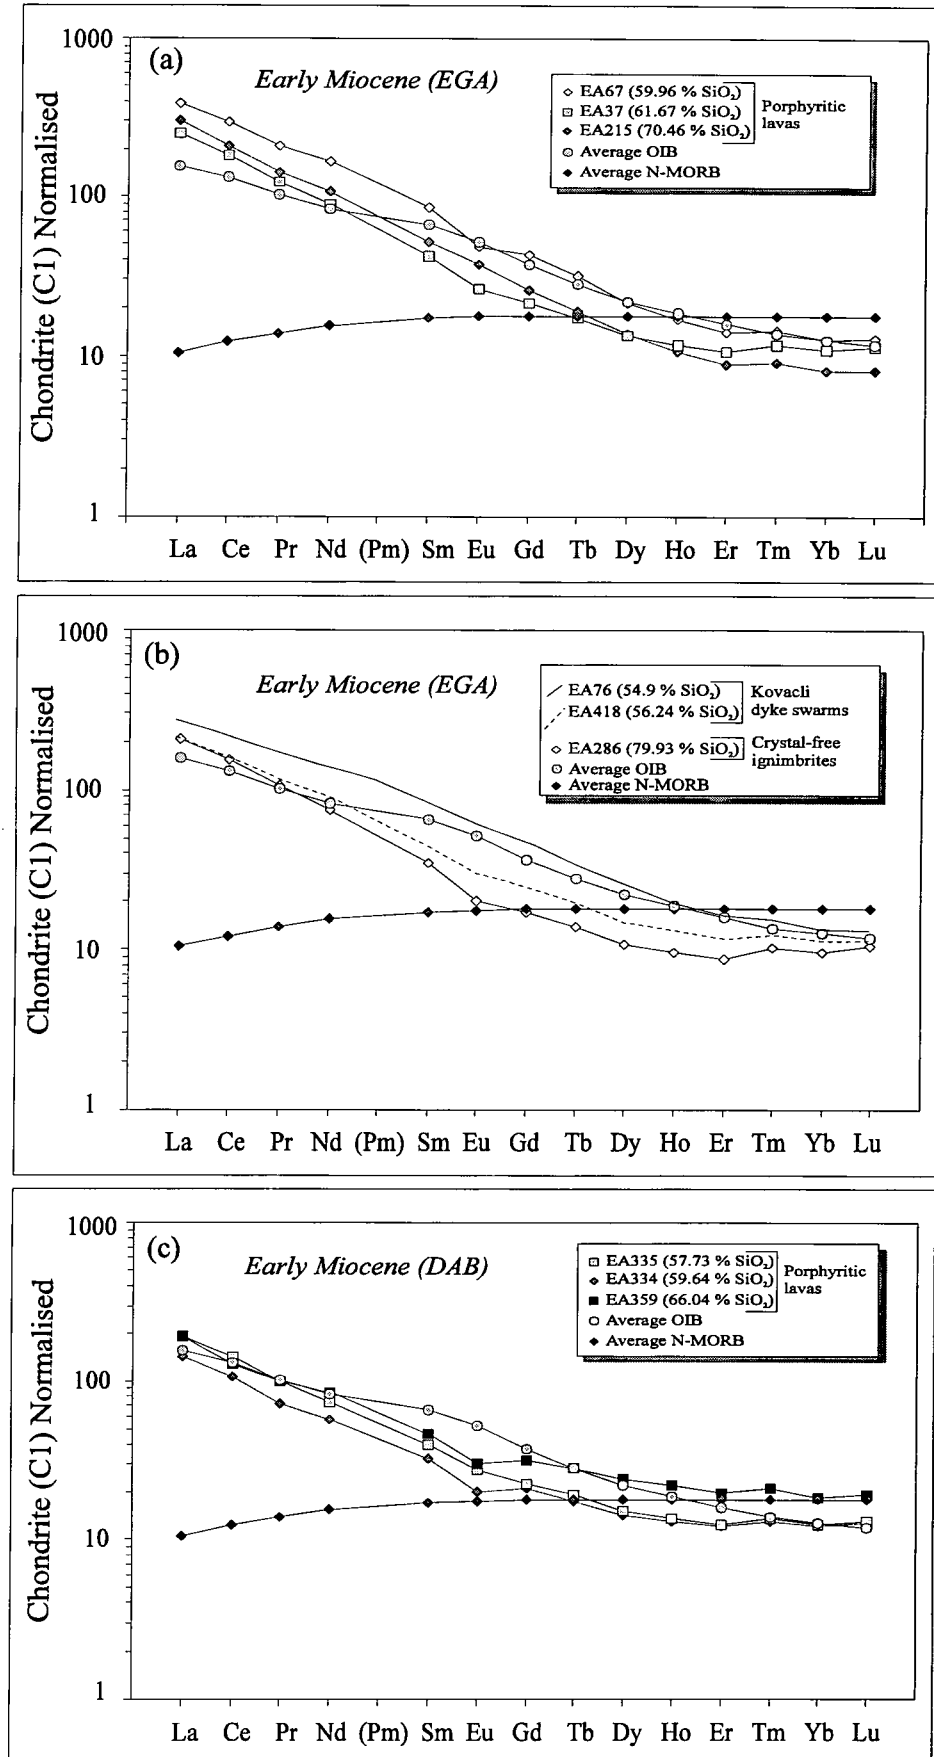 (a)
Early Miocene (EGA)
EA67 (59.96 % SiO₂)
EA37 (61.67 % SiO₂)
EA215 (70.46 % SiO₂)
Porphyritic
lavas
Average OIB
Average N-MORB
Chondrite (C1) Normalised
1000
100
10
1
La Ce Pr Nd (Pm) Sm Eu Gd Tb Dy Ho Er Tm Yb Lu
(b)
Early Miocene (EGA)
EA76 (54.9 % SiO₂)
EA418 (56.24 % SiO₂)
Kovacli
dyke swarms
EA286 (79.93 % SiO₂)
Crystal-free
ignimbrites
Average OIB
Average N-MORB
Chondrite (C1) Normalised
1000
100
10
1
La Ce Pr Nd (Pm) Sm Eu Gd Tb Dy Ho Er Tm Yb Lu
(c)
Early Miocene (DAB)
EA335 (57.73 % SiO₂)
EA334 (59.64 % SiO₂)
EA359 (66.04 % SiO₂)
Porphyritic
lavas
Average OIB
Average N-MORB
Chondrite (C1) Normalised
1000
100
10
1
La Ce Pr Nd (Pm) Sm Eu Gd Tb Dy Ho Er Tm Yb Lu